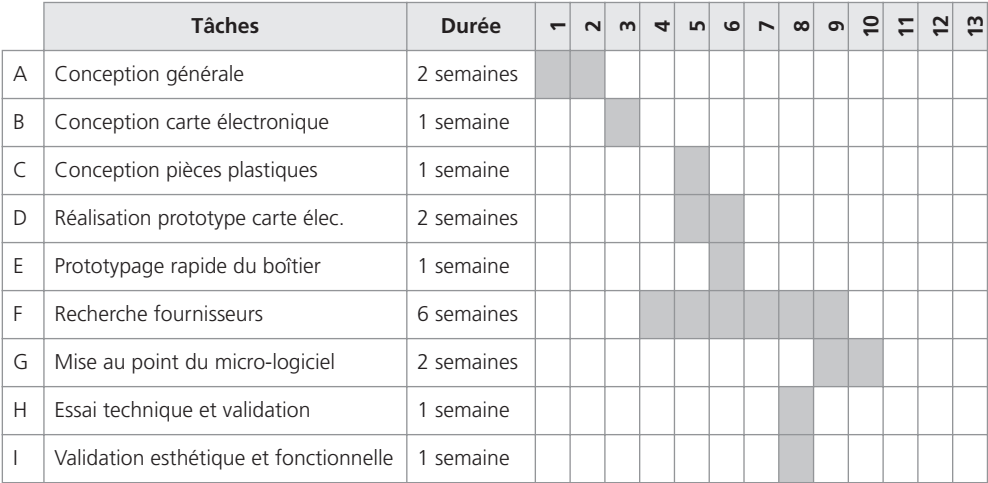 Tâches Durée 1 2 3 4 5 6 7 8 9 10 11 12 13
A Conception générale 2 semaines
B Conception carte électronique 1 semaine
C Conception pièces plastiques 1 semaine
D Réalisation prototype carte élec. 2 semaines
E Prototypage rapide du boîtier 1 semaine
F Recherche fournisseurs 6 semaines
G Mise au point du micro-logiciel 2 semaines
H Essai technique et validation 1 semaine
I Validation esthétique et fonctionnelle 1 semaine